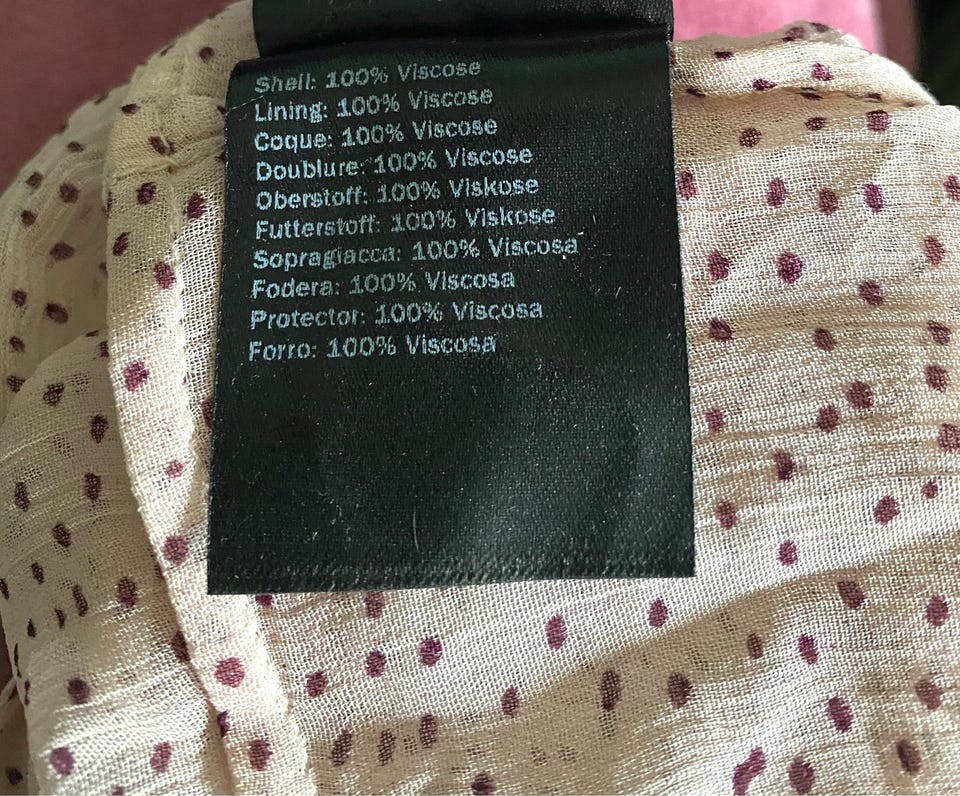 Shell: 100% Viscose
Lining: 100% Viscose
Coque: 100% Viscose
Doublure: 100% Viscose
Oberstoff: 100% Viskose
Futterstoff: 100% Viskose
Sopragiacca: 100% Viscosa
Fodera: 100% Viscosa
Protector: 100% Viscosa
Forro: 100% Viscosa